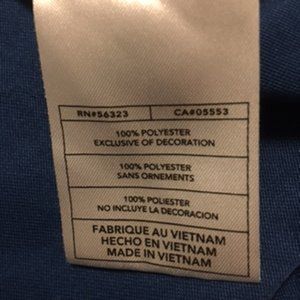 RN#56323 CA#05553
100% POLYESTER
EXCLUSIVE OF DECORATION
100% POLYESTER
SANS ORNEMENTS
100% POLIESTER
NO INCLUYE LA DECORACION
FABRIQUE AU VIETNAM
HECHO EN VIETNAM
MADE IN VIETNAM